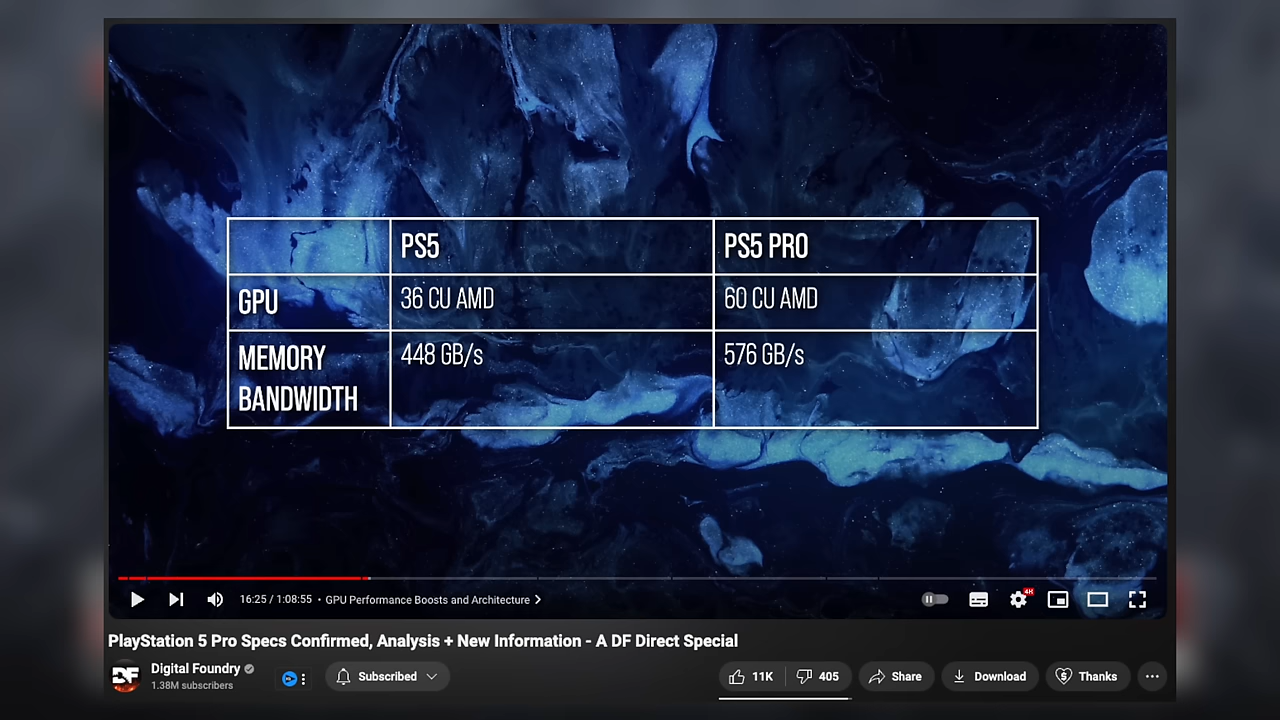 PS5 PS5 PRO
GPU 36 CU AMD 60 CU AMD
MEMORY 448 GB/s 576 GB/s
BANDWIDTH
16:25 / 1:08:55 • GPU Performance Boosts and Architecture
4K
PlayStation 5 Pro Specs Confirmed, Analysis + New Information - A DF Direct Special
DF
Digital Foundry
1.38M subscribers
Subscribed
11K 405 Share Download Thanks